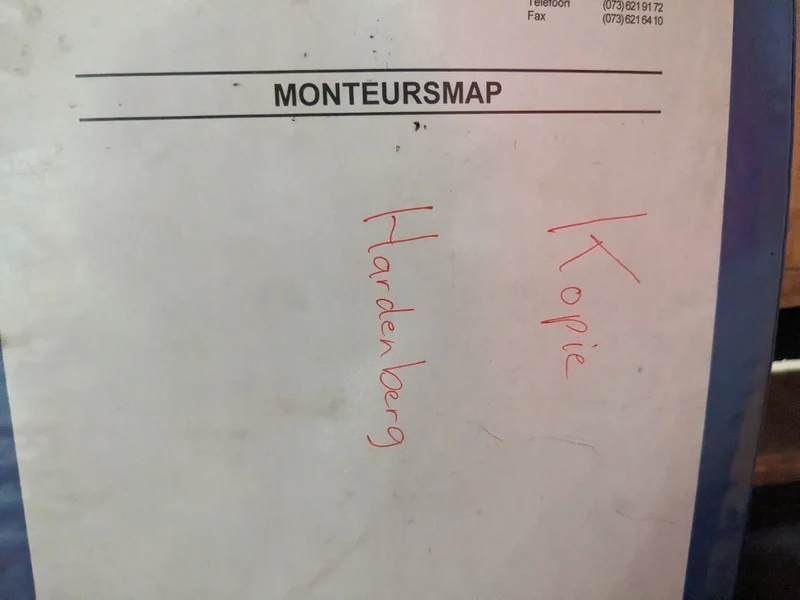 Telefoon (073) 621 91 72
Fax (073) 621 64 10
MONTEURSMAP
Kopie
Hardenberg